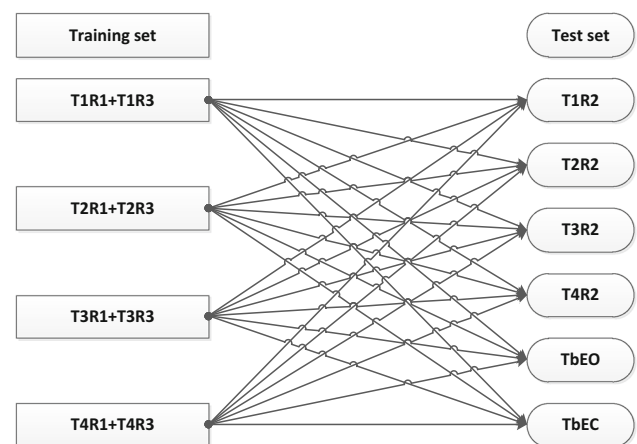 Training set
Test set
T1R1+T1R3
T1R2
T2R2
T2R1+T2R3
T3R2
T4R2
T3R1+T3R3
TbEO
T4R1+T4R3
TbEC